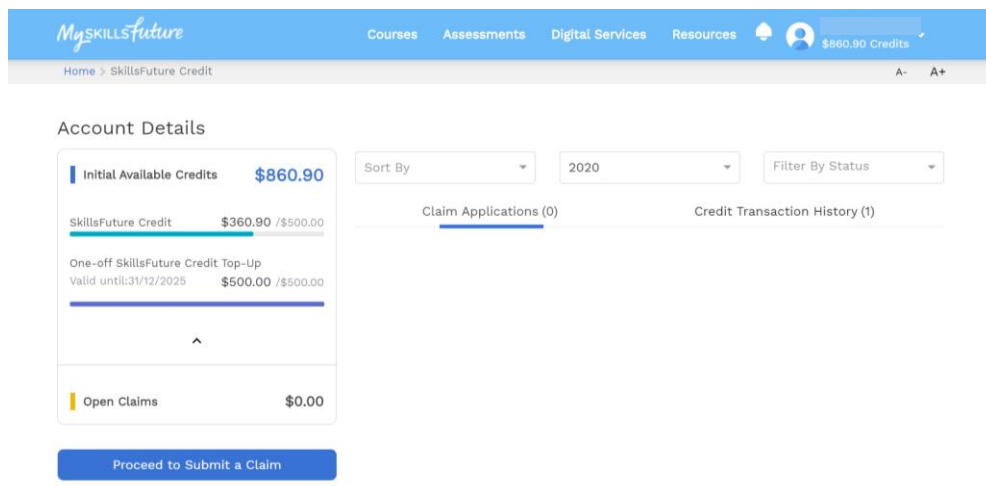 MySKILLSfuture
Courses Assessments Digital Services Resources
$860.90 Credits
Home > SkillsFuture Credit
A- A+
Account Details
Initial Available Credits $860.90
SkillsFuture Credit $360.90 /$500.00
One-off SkillsFuture Credit Top-Up
Valid until:31/12/2025 $500.00 /$500.00
Open Claims $0.00
Proceed to Submit a Claim
Sort By 2020 Filter By Status
Claim Applications (0) Credit Transaction History (1)